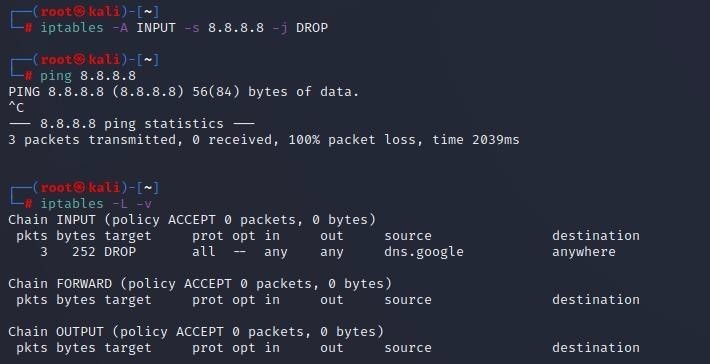 ┌──(root㉿kali)-[~]
└─# iptables -A INPUT -s 8.8.8.8 -j DROP
┌──(root㉿kali)-[~]
└─# ping 8.8.8.8
PING 8.8.8.8 (8.8.8.8) 56(84) bytes of data.
^C
--- 8.8.8.8 ping statistics ---
3 packets transmitted, 0 received, 100% packet loss, time 2039ms
┌──(root㉿kali)-[~]
└─# iptables -L -v
Chain INPUT (policy ACCEPT 0 packets, 0 bytes)
pkts bytes target prot opt in out source destination
3 252 DROP all -- any any dns.google anywhere
Chain FORWARD (policy ACCEPT 0 packets, 0 bytes)
pkts bytes target prot opt in out source destination
Chain OUTPUT (policy ACCEPT 0 packets, 0 bytes)
pkts bytes target prot opt in out source destination